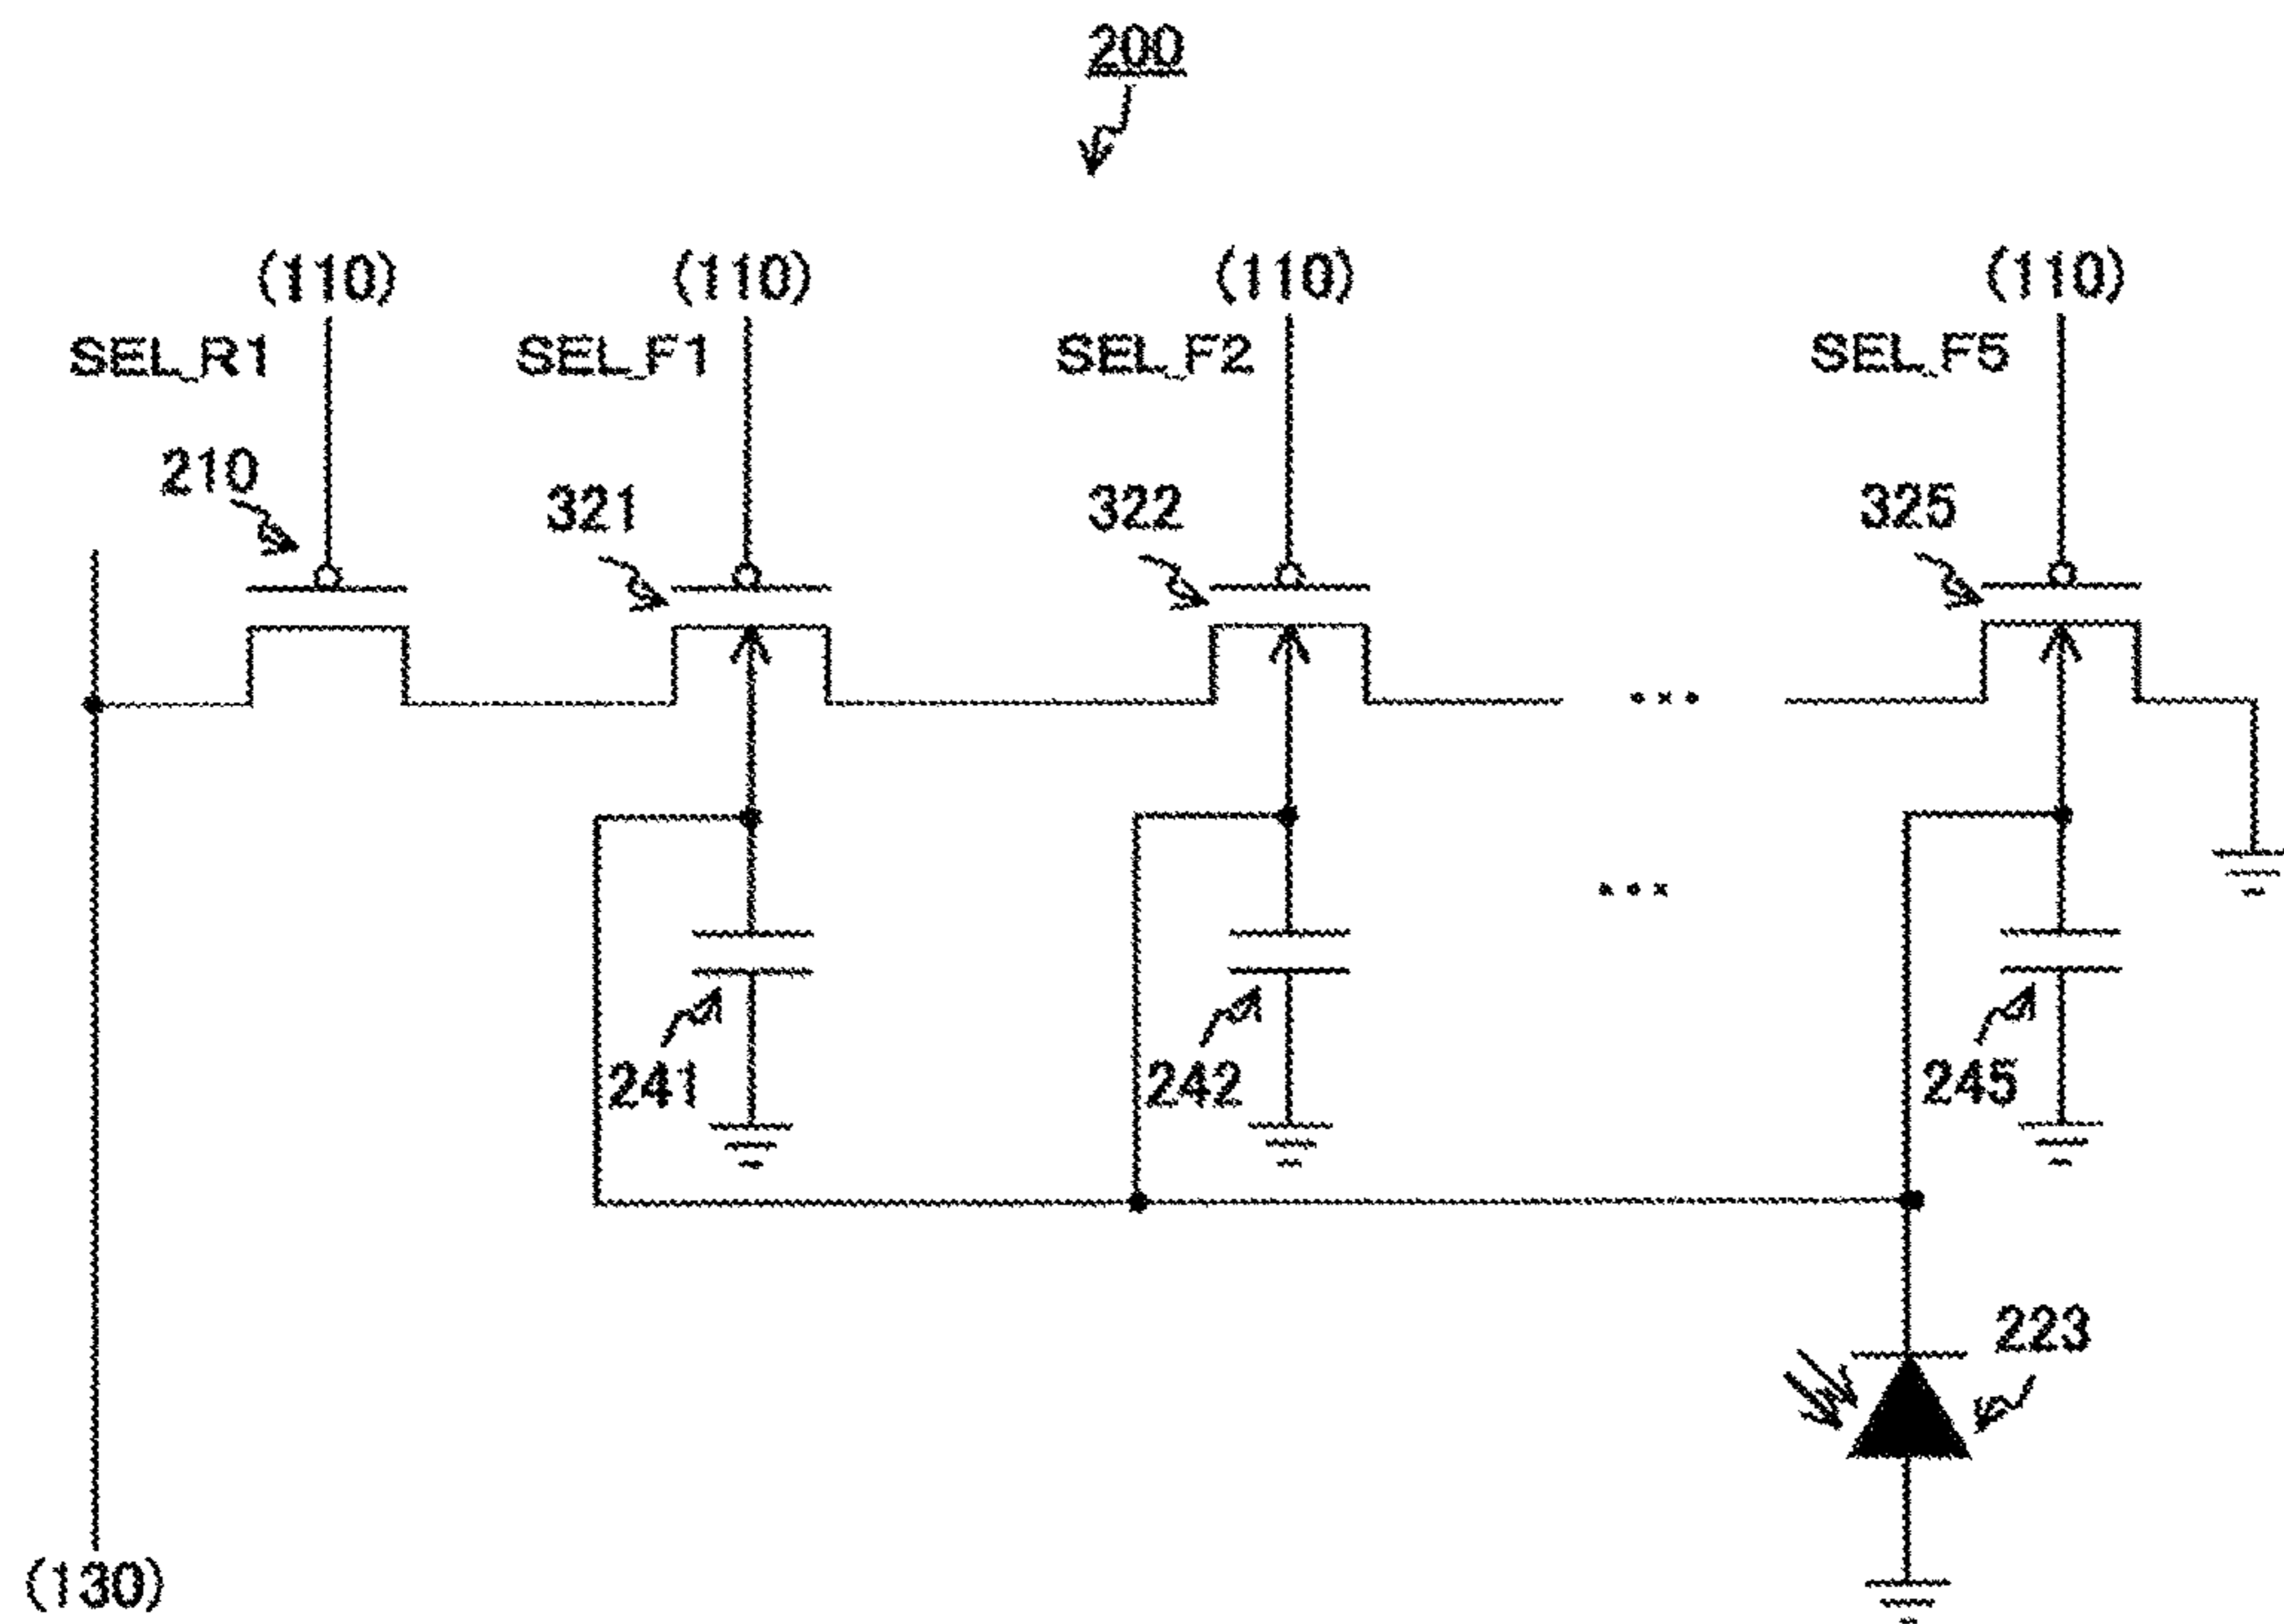 200
(110) (110) (110) (110)
SEL_R1 SEL_F1 SEL_F2 SEL_F5
210 321 322 325
... 
...
241 242 245
223
(130)